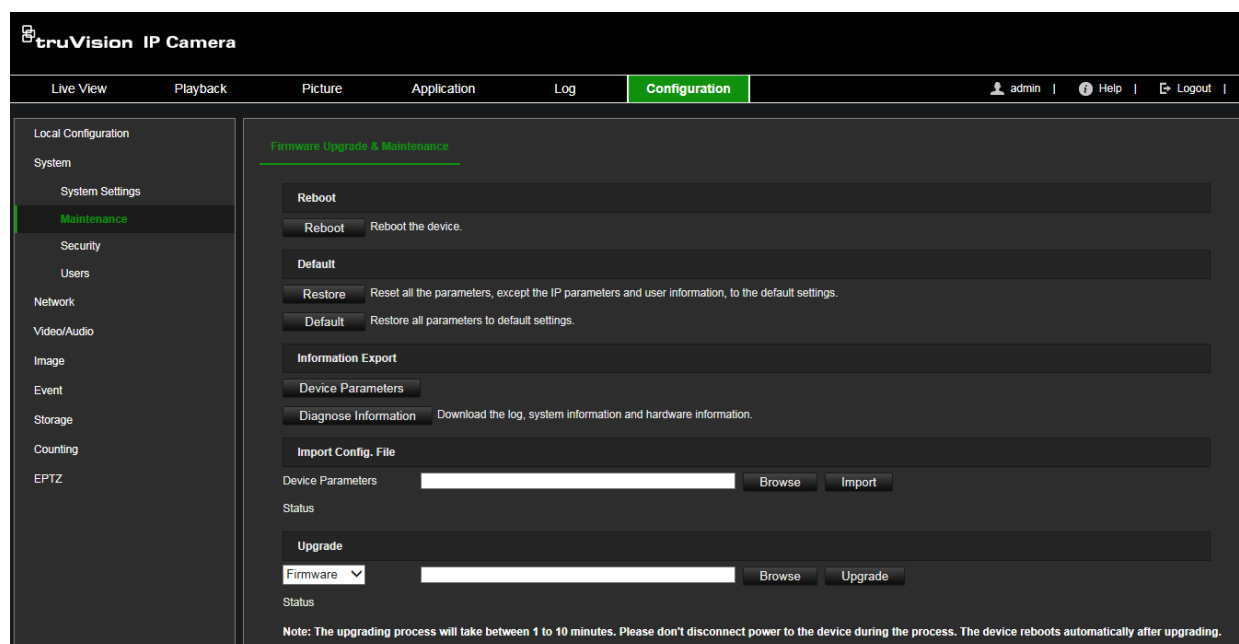 truVision IP Camera
Live View Playback Picture Application Log Configuration admin | Help | Logout |
Local Configuration
System
System Settings
Maintenance
Security
Users
Network
Video/Audio
Image
Event
Storage
Counting
EPTZ
Firmware Upgrade & Maintenance
Reboot
Reboot Reboot the device.
Default
Restore Reset all the parameters, except the IP parameters and user information, to the default settings.
Default Restore all parameters to default settings.
Information Export
Device Parameters
Diagnose Information Download the log, system information and hardware information.
Import Config. File
Device Parameters Browse Import
Status
Upgrade
Firmware Browse Upgrade
Status
Note: The upgrading process will take between 1 to 10 minutes. Please don't disconnect power to the device during the process. The device reboots automatically after upgrading.